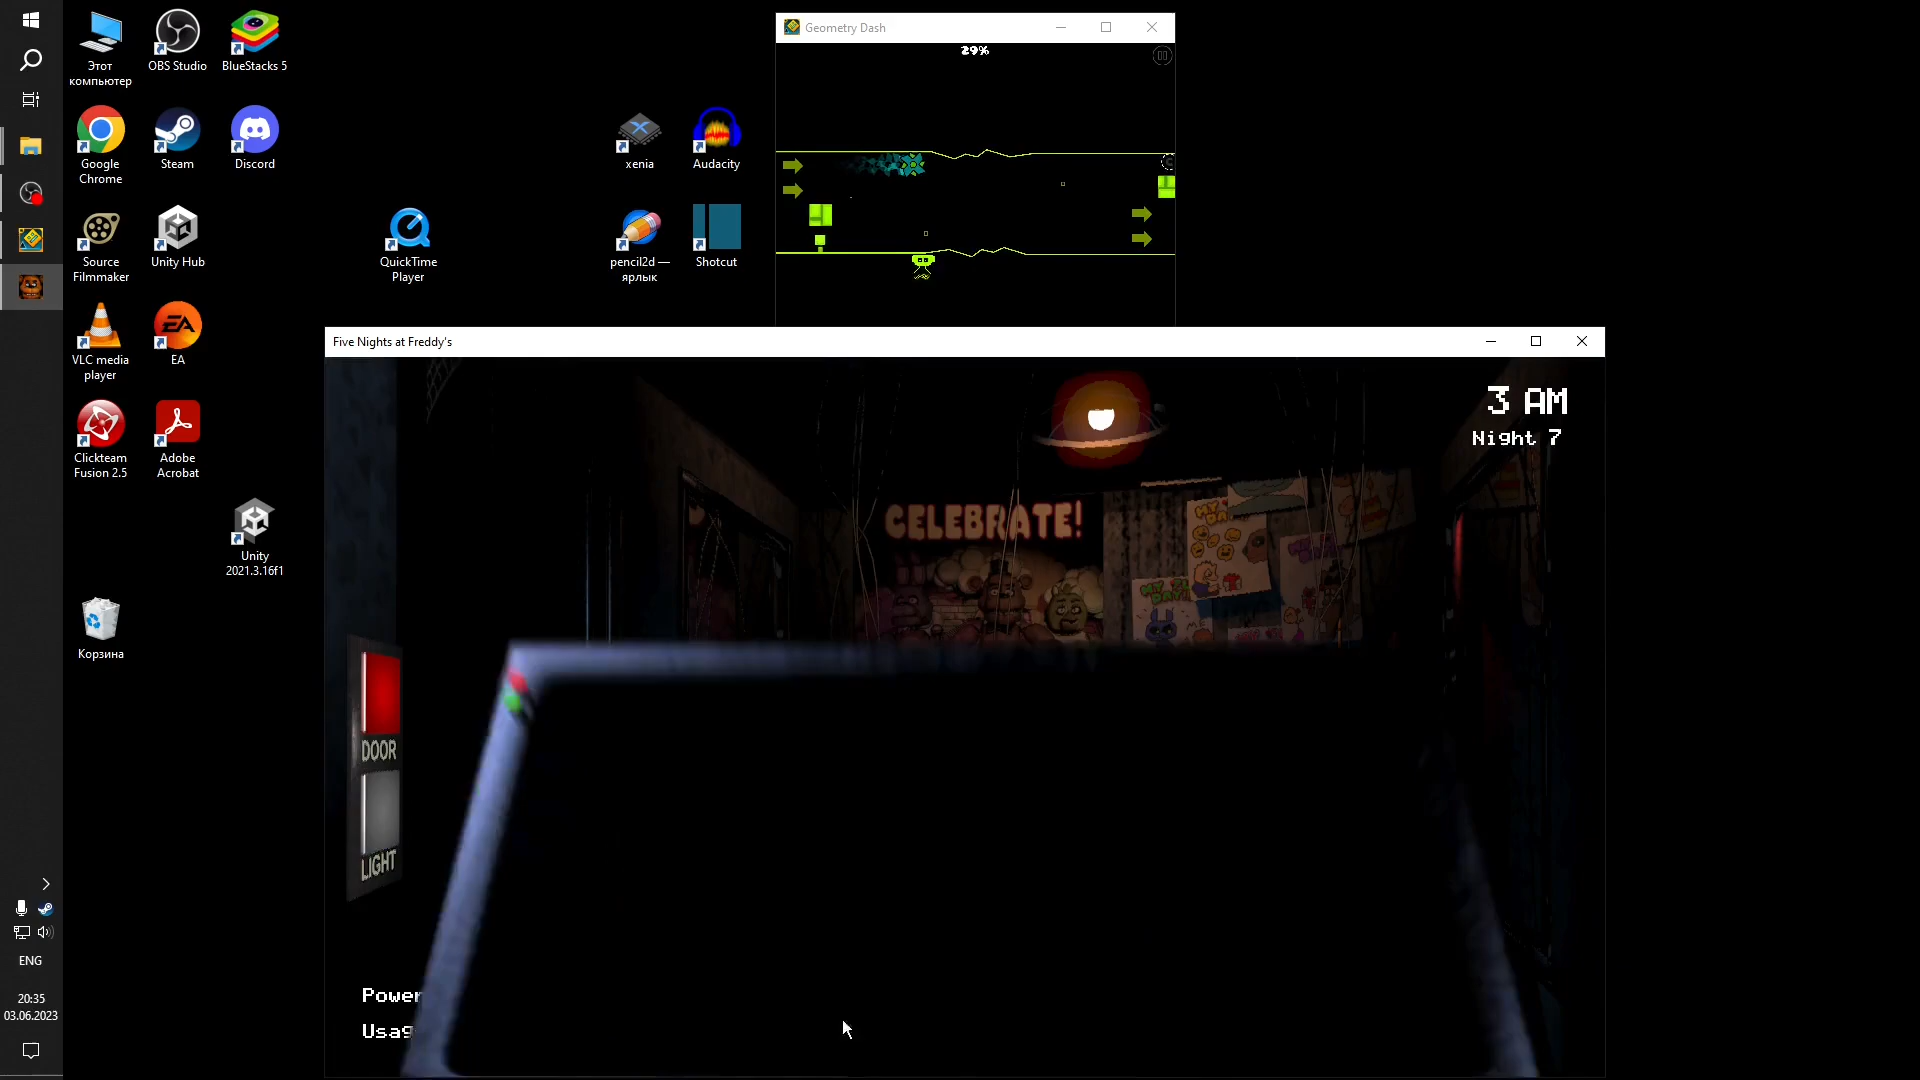 Этот
компьютер
OBS Studio
BlueStacks 5
Google
Chrome
Steam
Discord
Source
Filmmaker
Unity Hub
VLC media
player
EA
Clickteam
Fusion 2.5
Adobe
Acrobat
Unity
2021.3.16f1
Корзина
QuickTime
Player
xenia
Audacity
pencil2d —
ярлык
Shotcut
Geometry Dash
29%
Five Nights at Freddy's
3 AM
Night 7
CELEBRATE!
DOOR
LIGHT
Power
Usag
ENG
20:35
03.06.2023